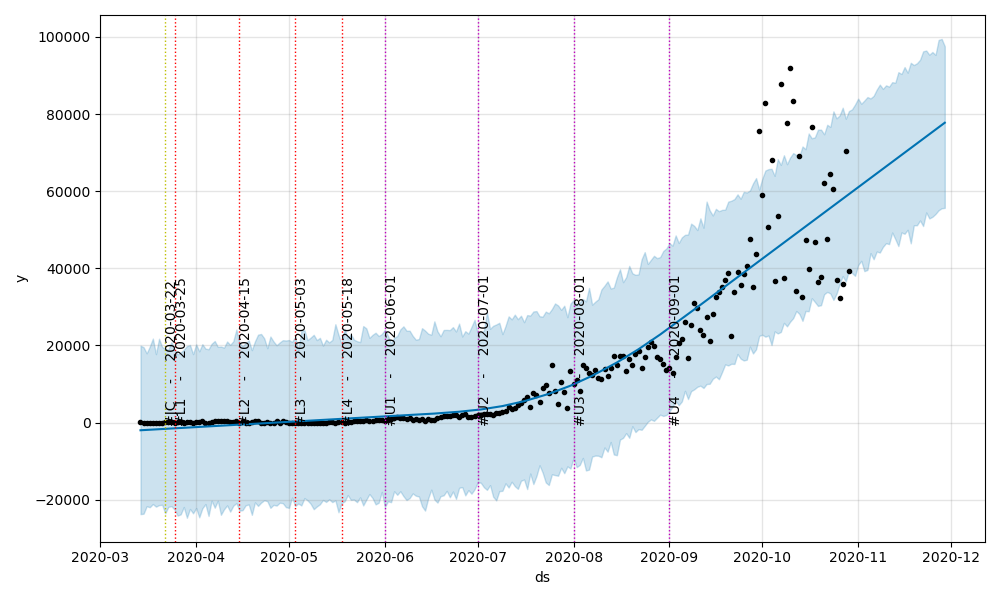 100000
80000
60000
40000
20000
0
−20000
y
#JC - 2020-03-22
#L1 - 2020-03-25
#L2 - 2020-04-15
#L3 - 2020-05-03
#L4 - 2020-05-18
#U1 - 2020-06-01
#U2 - 2020-07-01
#U3 - 2020-08-01
#U4 - 2020-09-01
2020-03 2020-04 2020-05 2020-06 2020-07 2020-08 2020-09 2020-10 2020-11 2020-12
ds